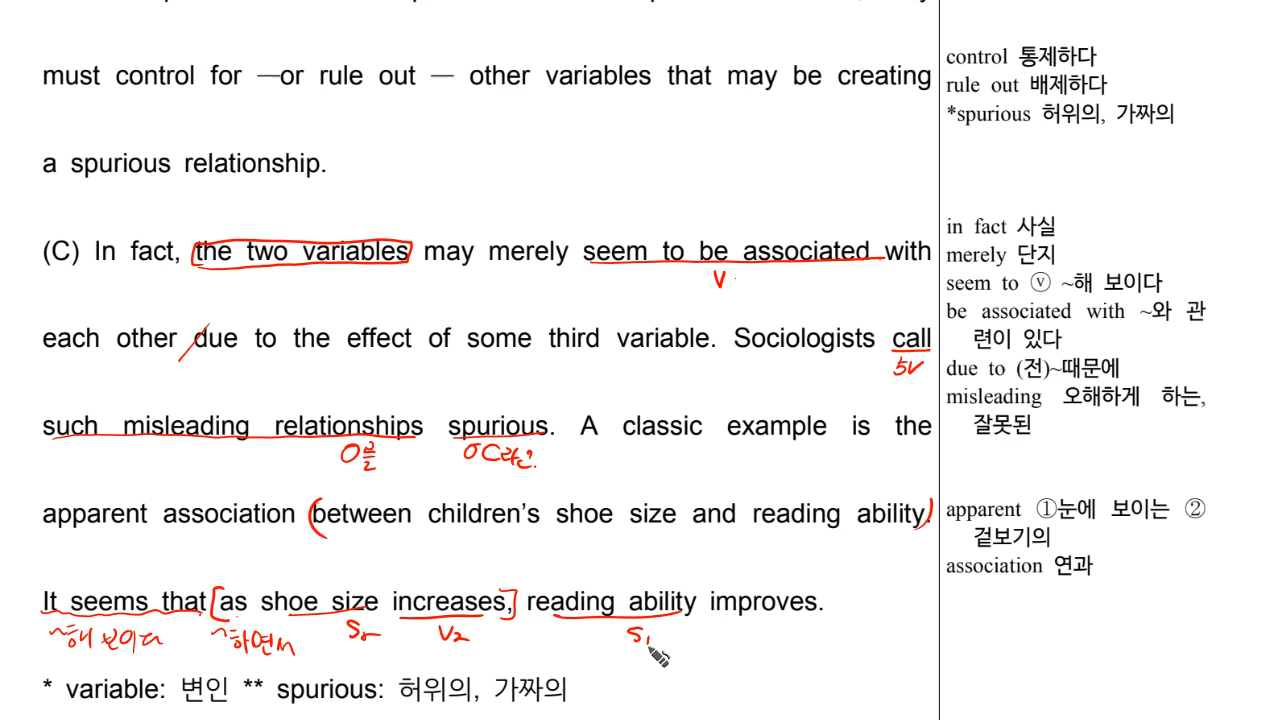 must control for —or rule out — other variables that may be creating
a spurious relationship.
(C) In fact, the two variables may merely seem to be associated with
V
each other due to the effect of some third variable. Sociologists call
5V
such misleading relationships spurious. A classic example is the
O를 OC라고
apparent association (between children's shoe size and reading ability.)
It seems that [as shoe size increases,] reading ability improves.
~해 보이다 ~하면서 S₂ V₂ S₁
* variable: 변인 ** spurious: 허위의, 가짜의
control 통제하다
rule out 배제하다
*spurious 허위의, 가짜의
in fact 사실
merely 단지
seem to ⓥ ~해 보이다
be associated with ~와 관
련이 있다
due to (전)~때문에
misleading 오해하게 하는,
잘못된
apparent ①눈에 보이는 ②
겉보기의
association 연과